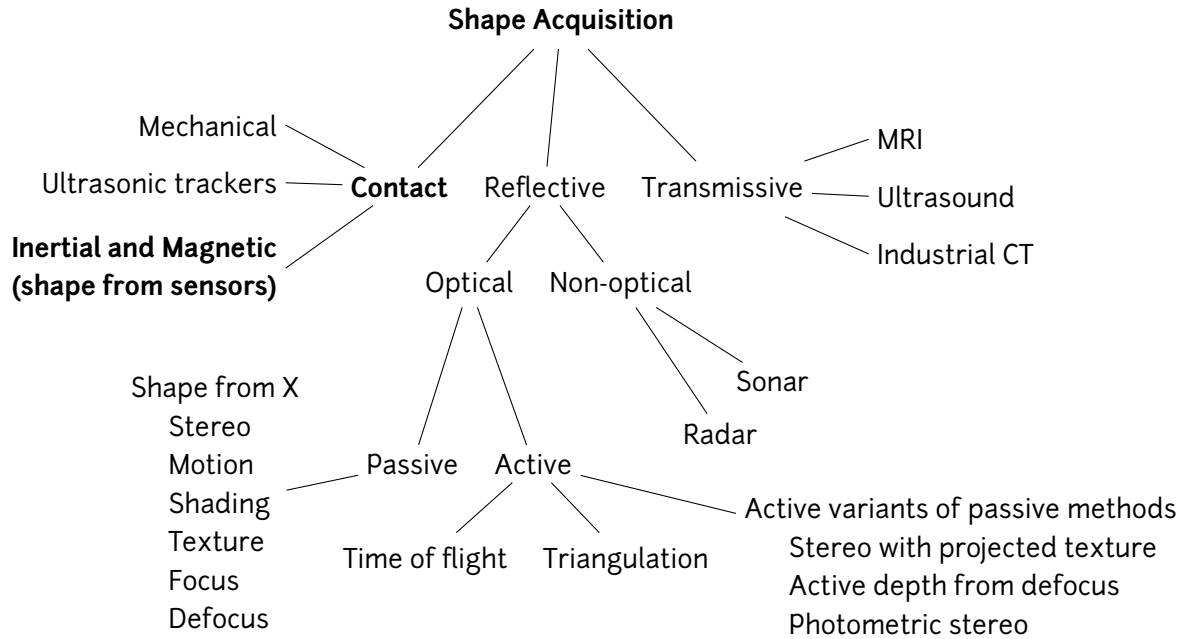 Shape Acquisition
Mechanical
Ultrasonic trackers
Inertial and Magnetic
(shape from sensors)
Contact
Reflective
Transmissive
MRI
Ultrasound
Industrial CT
Optical
Non-optical
Sonar
Radar
Shape from X
Stereo
Motion
Shading
Texture
Focus
Defocus
Passive
Active
Time of flight
Triangulation
Active variants of passive methods
Stereo with projected texture
Active depth from defocus
Photometric stereo